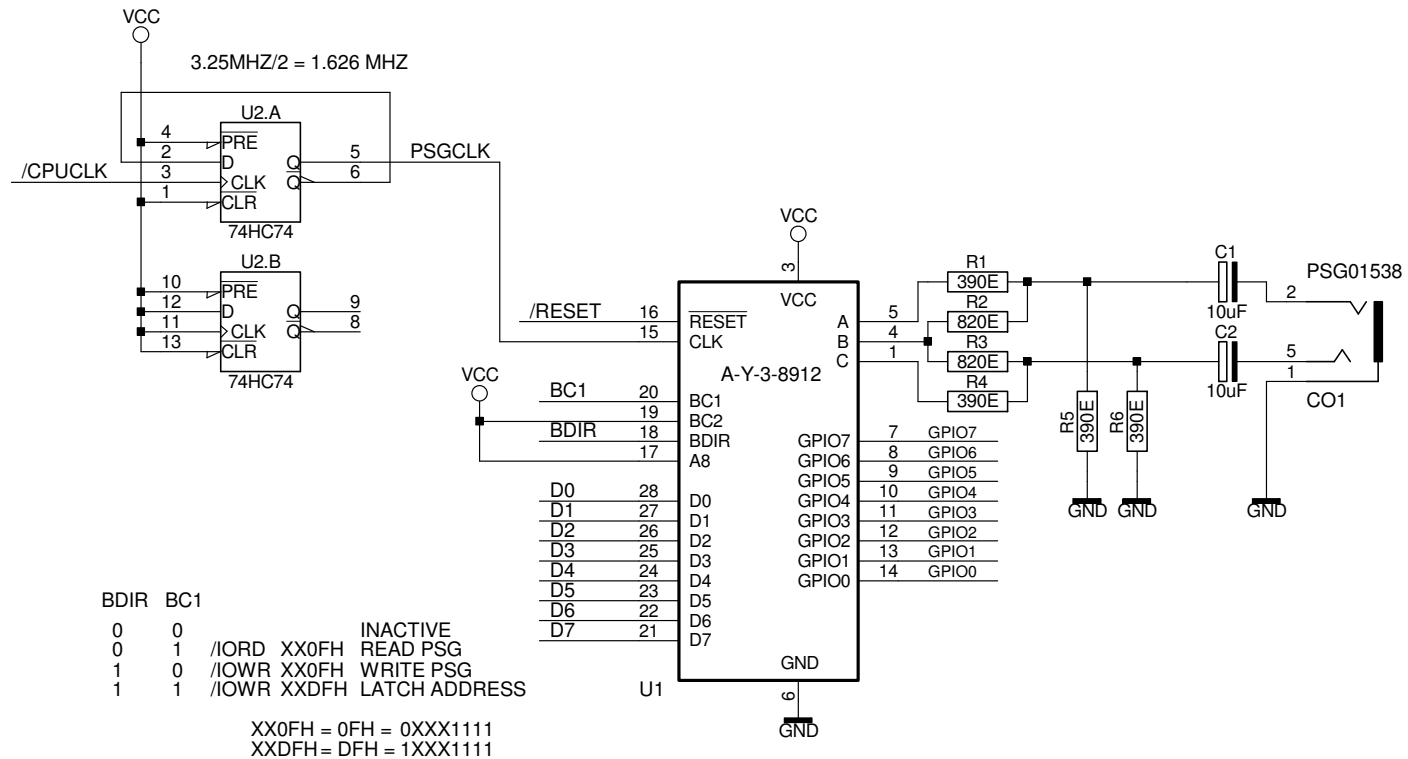 VCC
3.25MHZ/2 = 1.626 MHZ
U2.A
4 PRE
2 D Q 5 PSGCLK
/CPUCLK 3 CLK Q 6
1 CLR
74HC74
U2.B
10 PRE
12 D Q 9
11 CLK Q 8
13 CLR
74HC74
VCC
3
VCC
/RESET 16 RESET
15 CLK
A-Y-3-8912
VCC
BC1 20 BC1
19 BC2
BDIR 18 BDIR
17 A8
D0 28 D0
D1 27 D1
D2 26 D2
D3 25 D3
D4 24 D4
D5 23 D5
D6 22 D6
D7 21 D7
A 5
B 4
C 1
GPIO7 7 GPIO7
GPIO6 8 GPIO6
GPIO5 9 GPIO5
GPIO4 10 GPIO4
GPIO3 11 GPIO3
GPIO2 12 GPIO2
GPIO1 13 GPIO1
GPIO0 14 GPIO0
GND
U1
6
GND
R1
390E
R2
820E
R3
820E
R4
390E
R5
390E
R6
390E
GND GND
C1
10uF
C2
10uF
PSG01538
2
5
1
CO1
GND
BDIR BC1
0 0 INACTIVE
0 1 /IORD XX0FH READ PSG
1 0 /IOWR XX0FH WRITE PSG
1 1 /IOWR XXDFH LATCH ADDRESS
XX0FH = 0FH = 0XXX1111
XXDFH = DFH = 1XXX1111